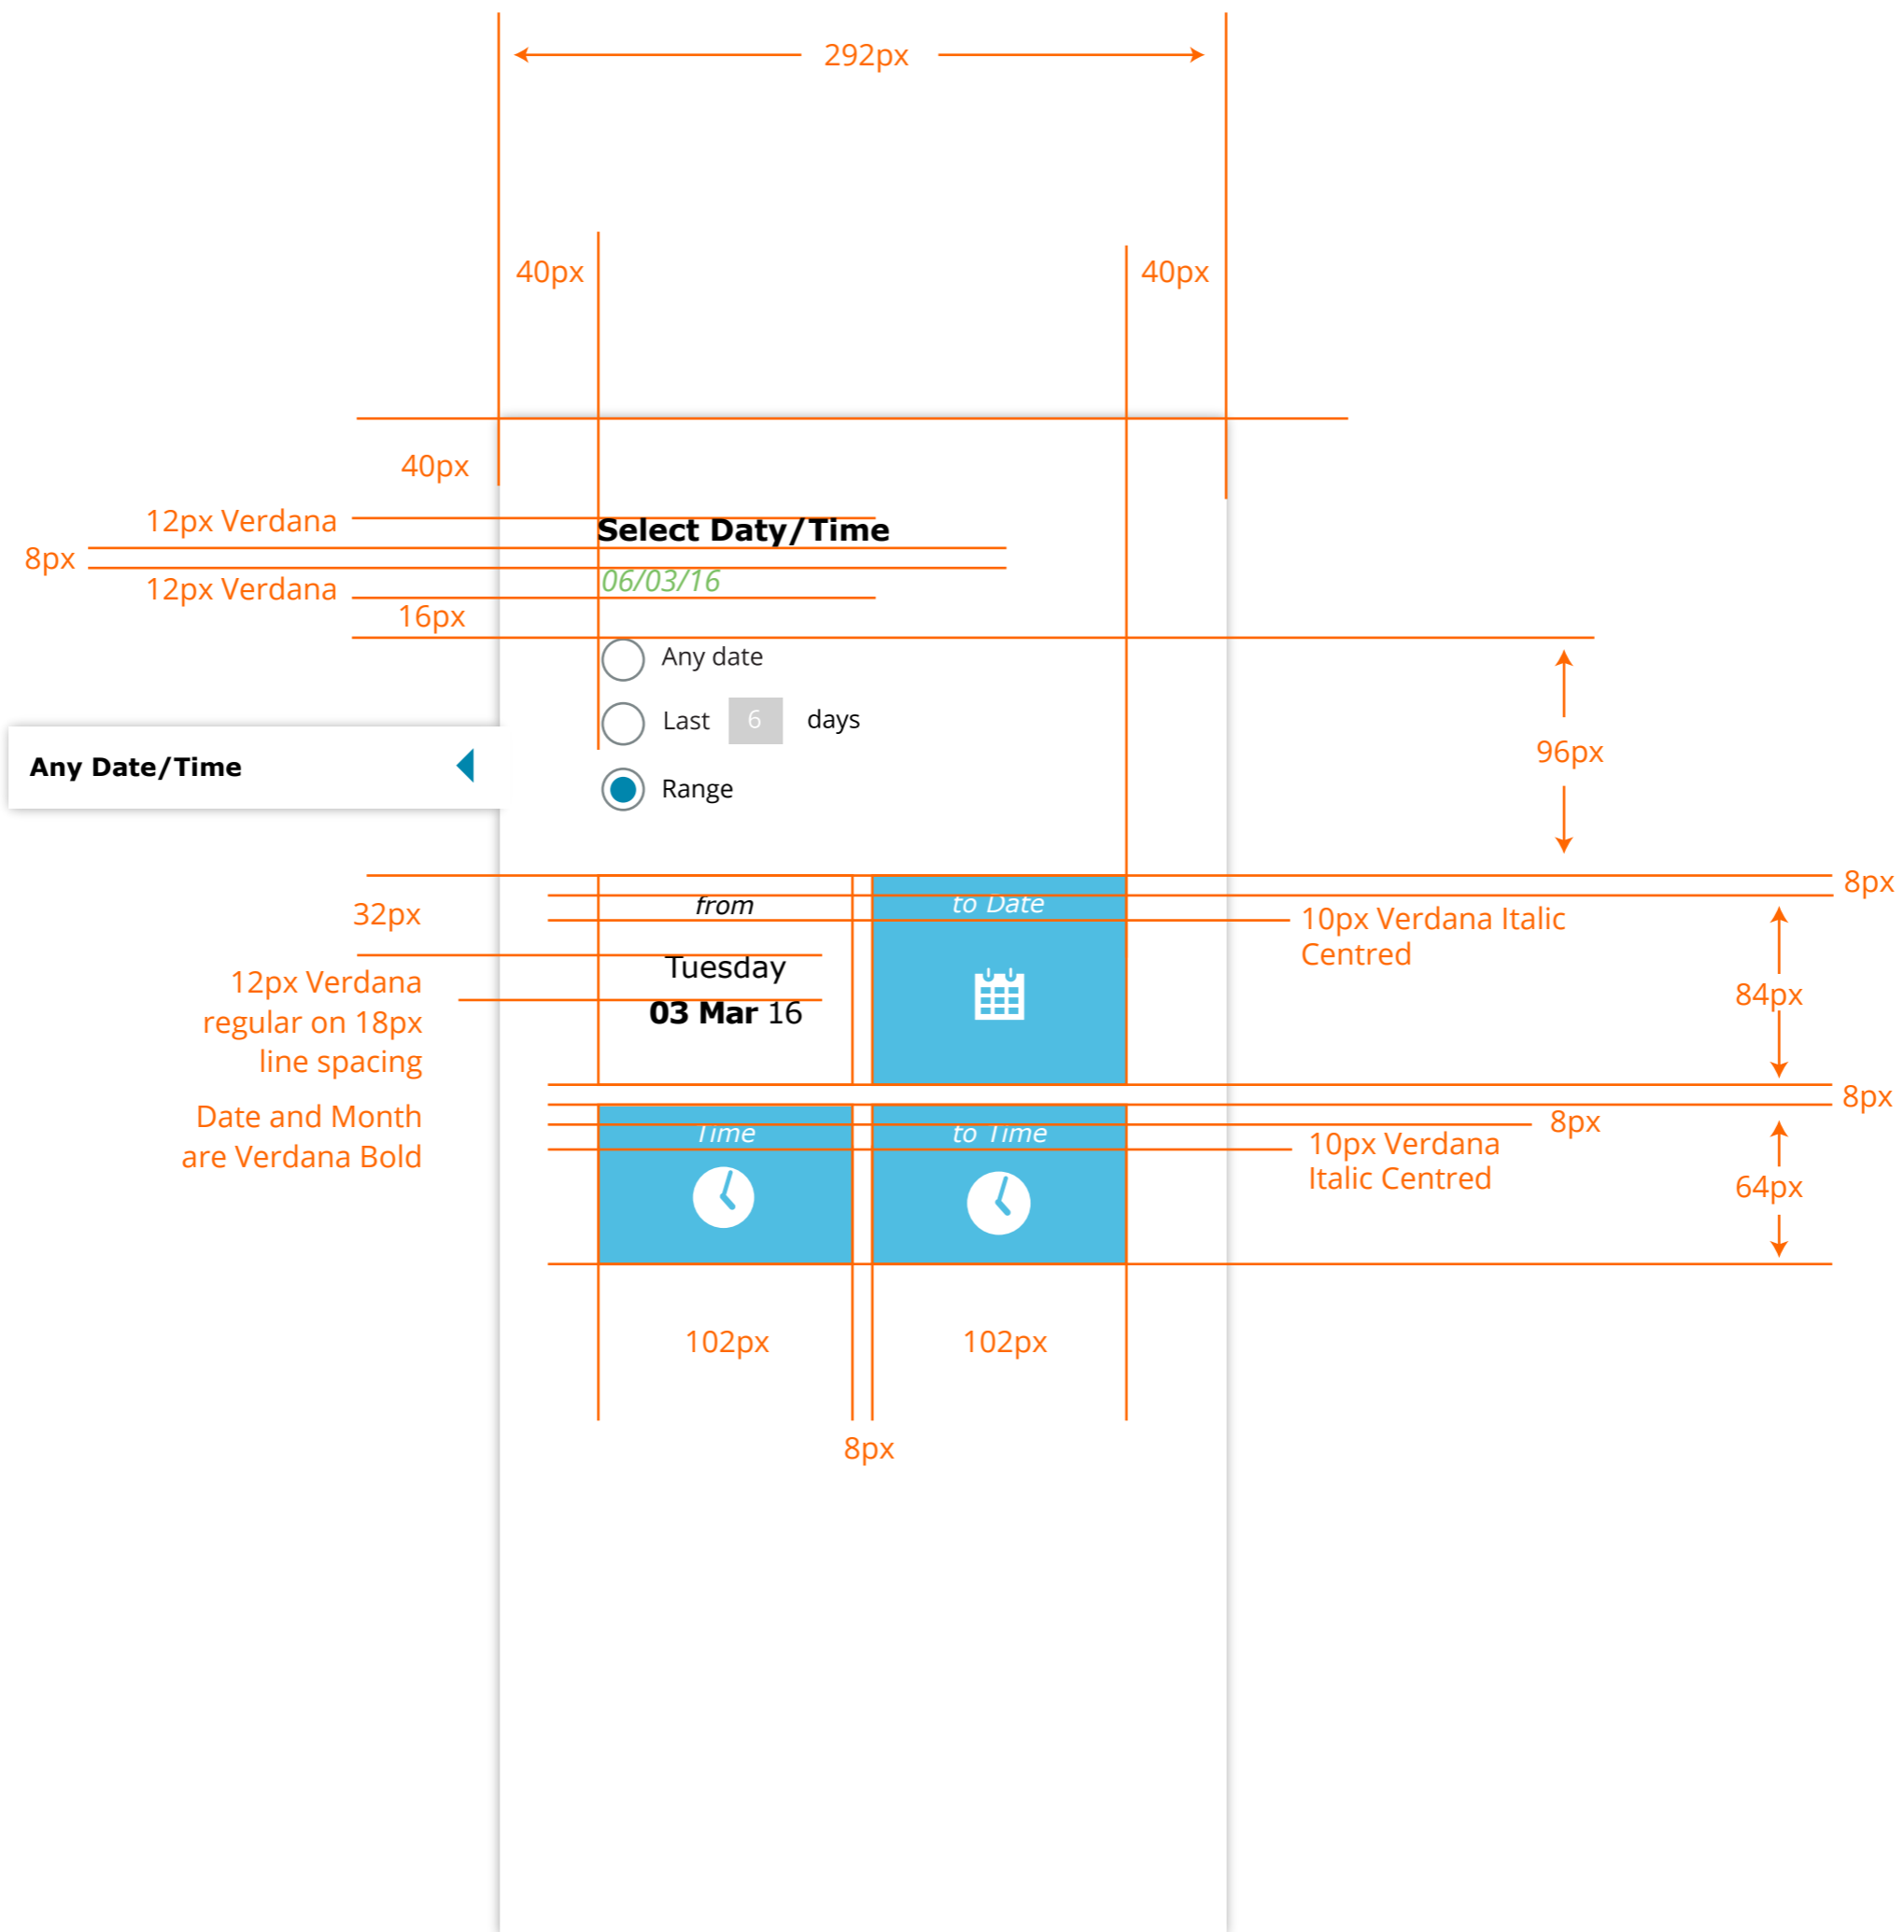 292px
40px
40px
40px
12px Verdana
Select Daty/Time
8px
12px Verdana
06/03/16
16px
Any date
Last 6 days
96px
Any Date/Time
Range
8px
32px
from
to Date
10px Verdana Italic
Centred
12px Verdana
regular on 18px
line spacing
Tuesday
03 Mar 16
84px
Date and Month
are Verdana Bold
8px
Time
to Time
8px
10px Verdana
Italic Centred
64px
102px
102px
8px